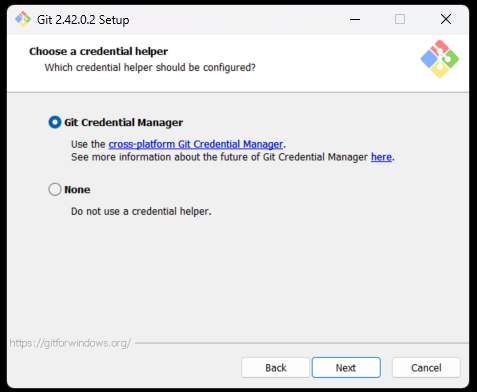 Git 2.42.0.2 Setup
Choose a credential helper
Which credential helper should be configured?
Git Credential Manager
Use the cross-platform Git Credential Manager.
See more information about the future of Git Credential Manager here.
None
Do not use a credential helper.
https://gitforwindows.org/
Back Next Cancel